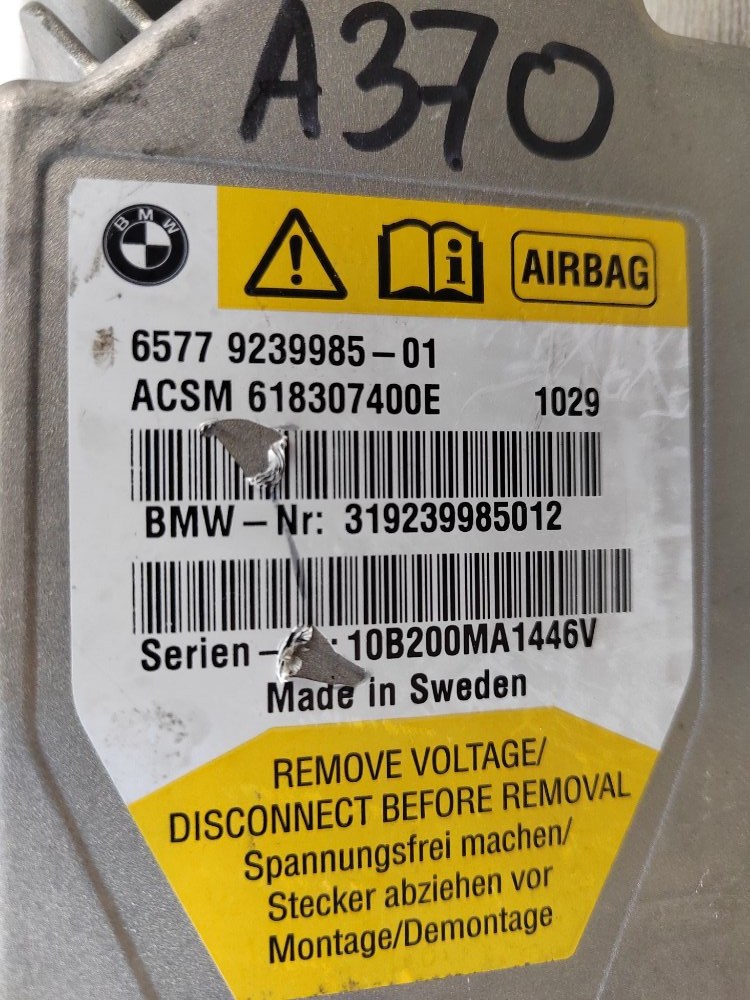 A370
BMW
AIRBAG
6577 9239985-01
ACSM 618307400E 1029
BMW-Nr: 319239985012
Serien- : 10B200MA1446V
Made in Sweden
REMOVE VOLTAGE/
DISCONNECT BEFORE REMOVAL
Spannungsfrei machen/
Stecker abziehen vor
Montage/Demontage